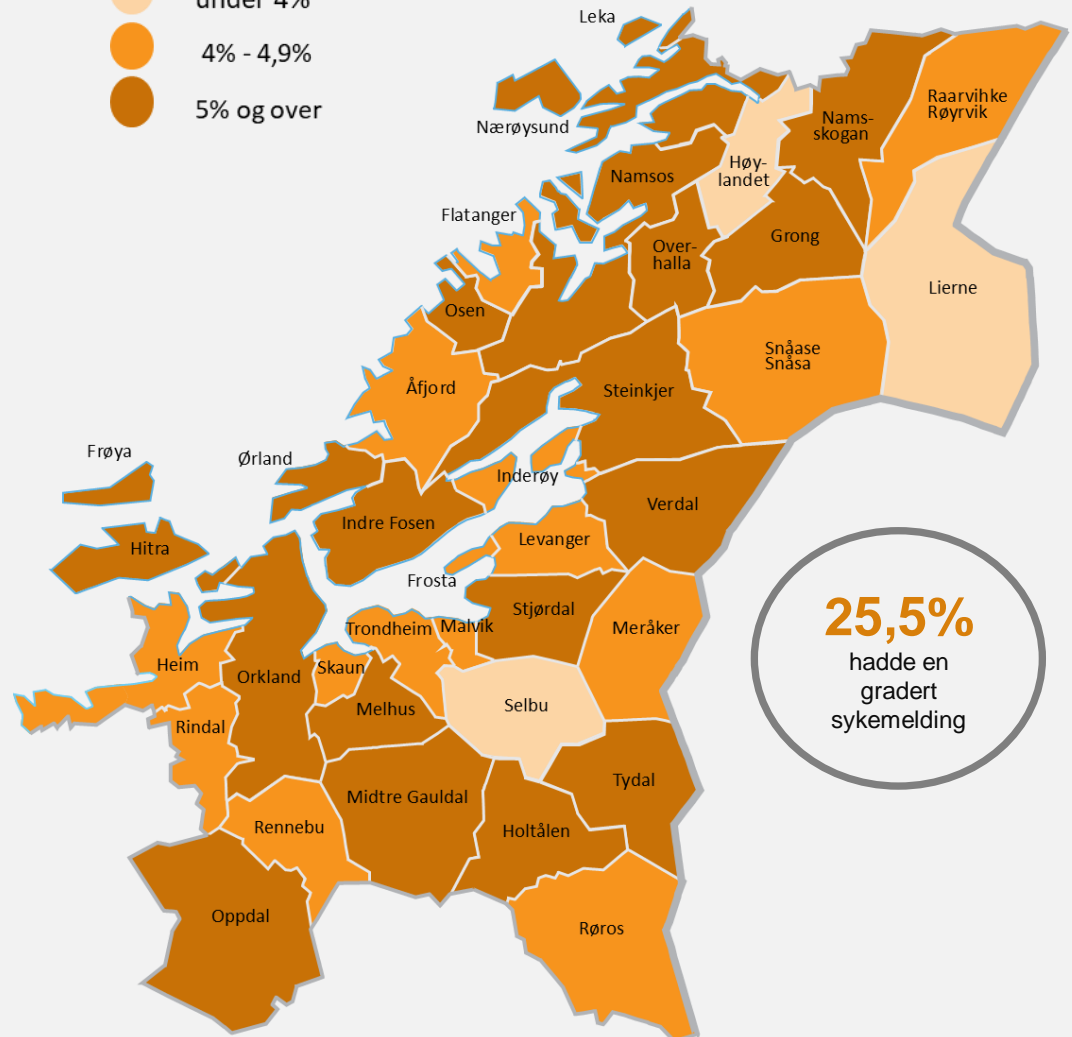 under 4%
4% - 4,9%
5% og over
Leka
Nærøysund
Raarvihke
Røyrvik
Nams-
skogan
Høy-
landet
Namsos
Flatanger
Over-
halla
Grong
Lierne
Osen
Snåase
Snåsa
Åfjord
Steinkjer
Frøya
Ørland
Inderøy
Verdal
Indre Fosen
Hitra
Levanger
Frosta
Stjørdal
Trondheim
Malvik
Meråker
Heim
Skaun
Orkland
Selbu
Melhus
Rindal
Tydal
Midtre Gauldal
Rennebu
Holtålen
Oppdal
Røros
25,5%
hadde en
gradert
sykemelding